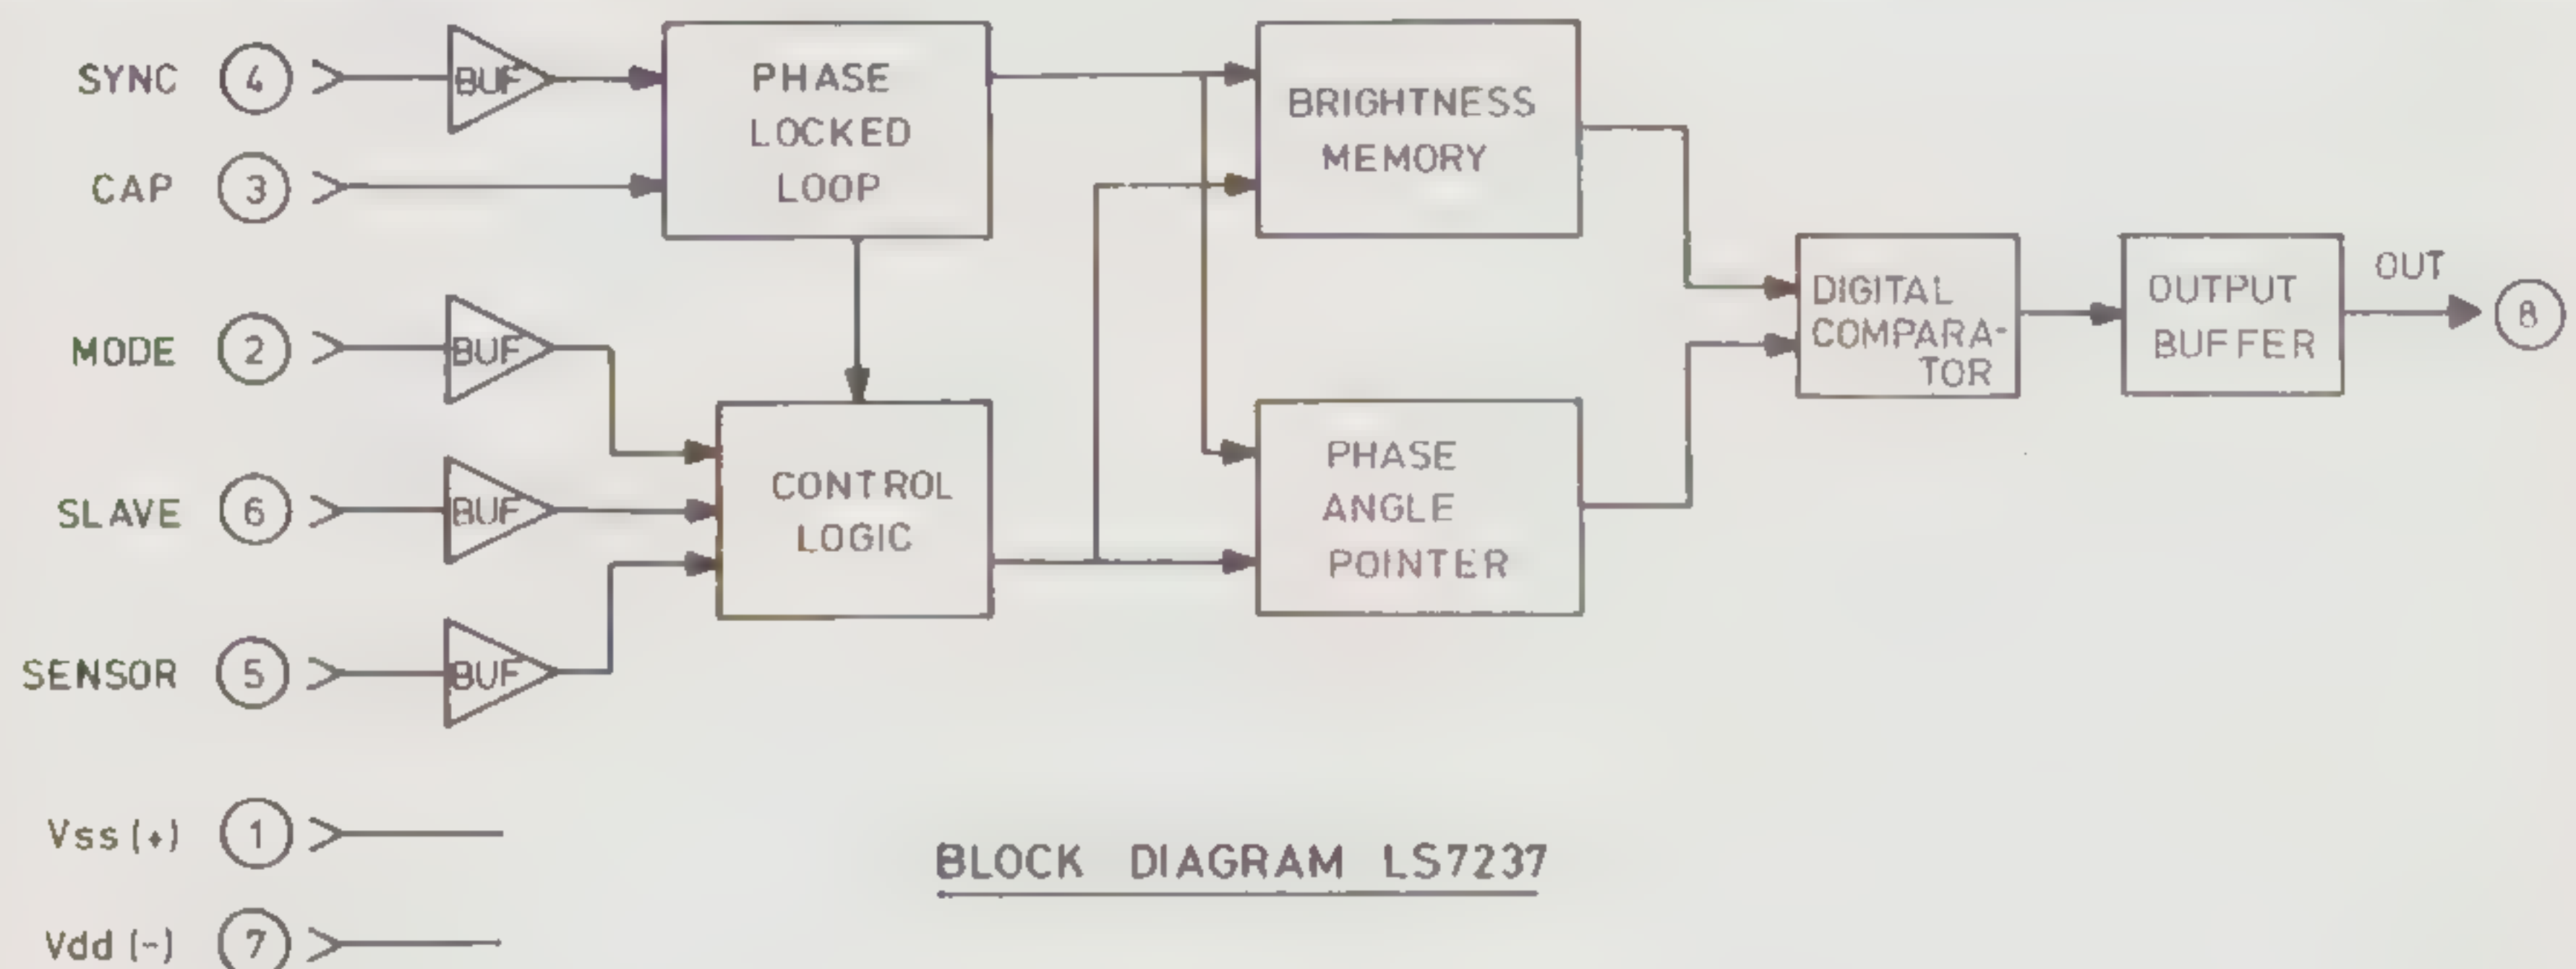 SYNC 4 BUF
CAP 3
PHASE
LOCKED
LOOP
BRIGHTNESS
MEMORY
MODE 2 BUF
SLAVE 6 BUF
SENSOR 5 BUF
CONTROL
LOGIC
PHASE
ANGLE
POINTER
DIGITAL
COMPARA-
TOR
OUTPUT
BUFFER
OUT
8
Vss (+) 1
Vdd (-) 7
BLOCK DIAGRAM LS7237